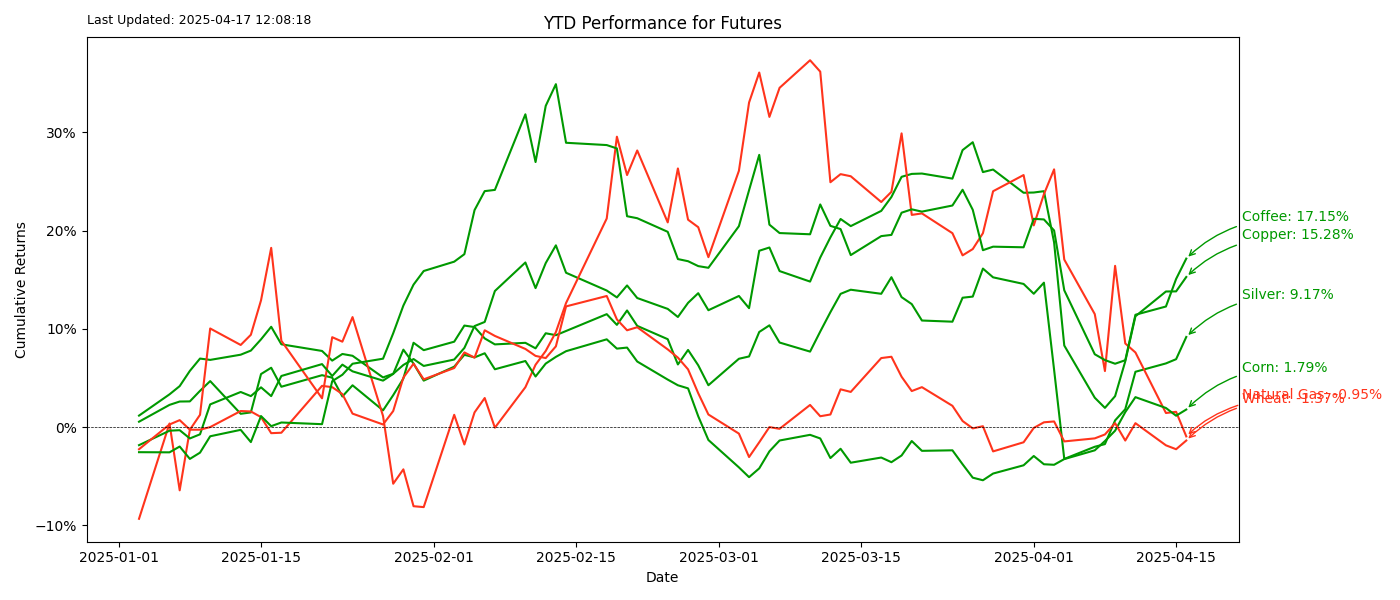 Last Updated: 2025-04-17 12:08:18
YTD Performance for Futures
Cumulative Returns
30%
20%
10%
0%
−10%
2025-01-01
2025-01-15
2025-02-01
2025-02-15
2025-03-01
2025-03-15
2025-04-01
2025-04-15
Date
Coffee: 17.15%
Copper: 15.28%
Silver: 9.17%
Corn: 1.79%
Natural Gas: -0.95%
Wheat: -1.37%